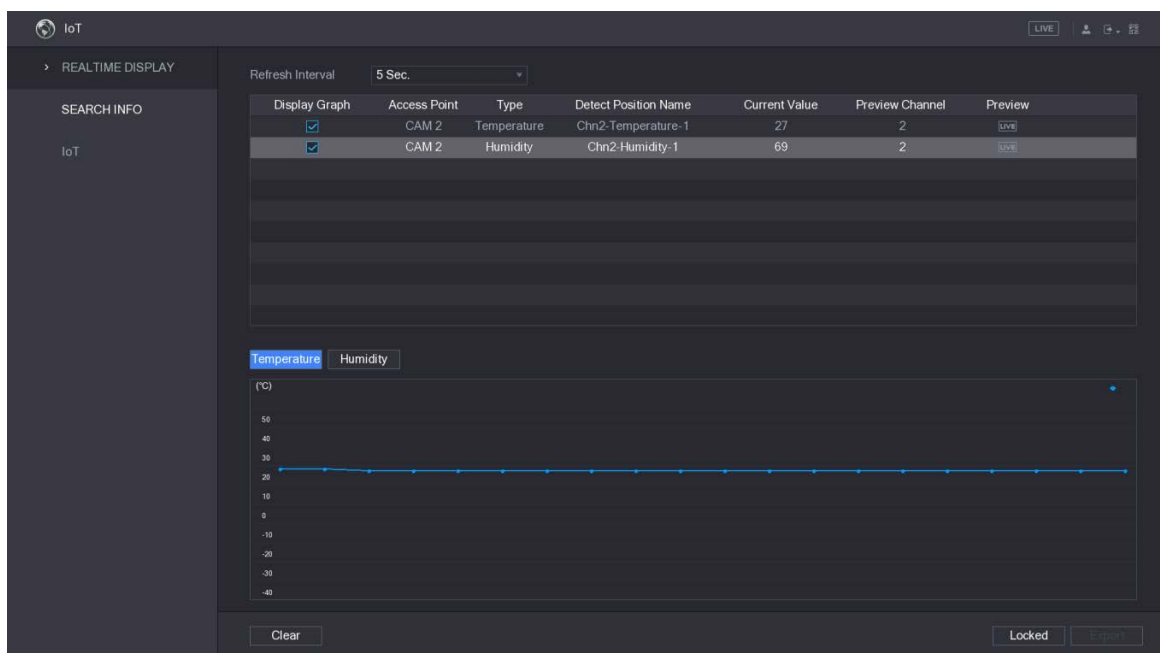 IoT LIVE
> REALTIME DISPLAY
SEARCH INFO
IoT
Refresh Interval 5 Sec.
Display Graph Access Point Type Detect Position Name Current Value Preview Channel Preview
CAM 2 Temperature Chn2-Temperature-1 27 2 LIVE
CAM 2 Humidity Chn2-Humidity-1 69 2 LIVE
Temperature Humidity
(°C)
50
40
30
20
10
0
-10
-20
-30
-40
Clear Locked Export